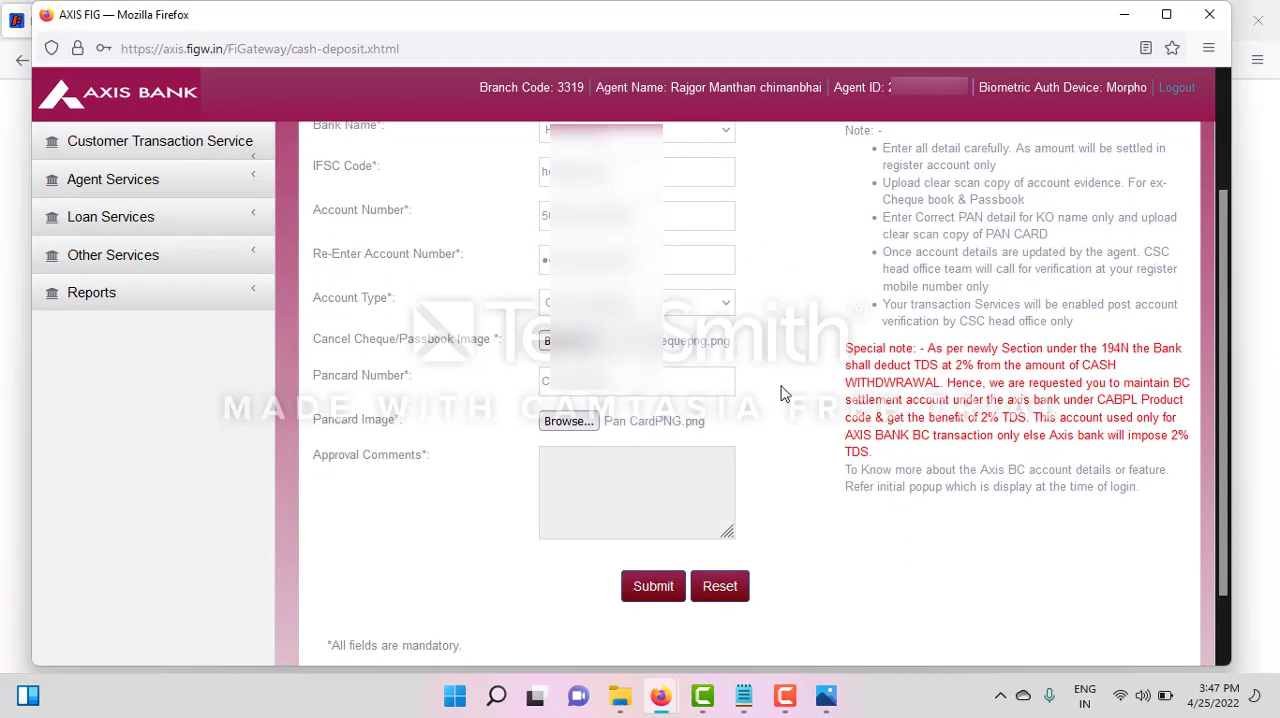 AXIS FIG — Mozilla Firefox
https://axis.figw.in/FiGateway/cash-deposit.xhtml
AXIS BANK
Branch Code: 3319
Agent Name: Rajgor Manthan chimanbhai
Agent ID: 2
Biometric Auth Device: Morpho
Logout
Customer Transaction Service
Agent Services
Loan Services
Other Services
Reports
Bank Name*:
IFSC Code*:
Account Number*:
Re-Enter Account Number*:
Account Type*:
Cancel Cheque/Passbook Image *:
equepng.png
Pancard Number*:
Pancard Image*:
Browse...
Pan CardPNG.png
Approval Comments*:
Submit
Reset
*All fields are mandatory.
Note: -
Enter all detail carefully. As amount will be settled in
register account only
Upload clear scan copy of account evidence. For ex-
Cheque book & Passbook
Enter Correct PAN detail for KO name only and upload
clear scan copy of PAN CARD
Once account details are updated by the agent. CSC
head office team will call for verification at your register
mobile number only
Your transaction Services will be enabled post account
verification by CSC head office only
Special note: - As per newly Section under the 194N the Bank
shall deduct TDS at 2% from the amount of CASH
WITHDWRAWAL. Hence, we are requested you to maintain BC
settlement account under the axis bank under CABPL Product
code & get the benefit of 2% TDS. This account used only for
AXIS BANK BC transaction only else Axis bank will impose 2%
TDS.
To Know more about the Axis BC account details or feature.
Refer initial popup which is display at the time of login.
TechSmith®
MADE WITH CAMTASIA FREE
ENG
IN
3:47 PM
4/25/2022